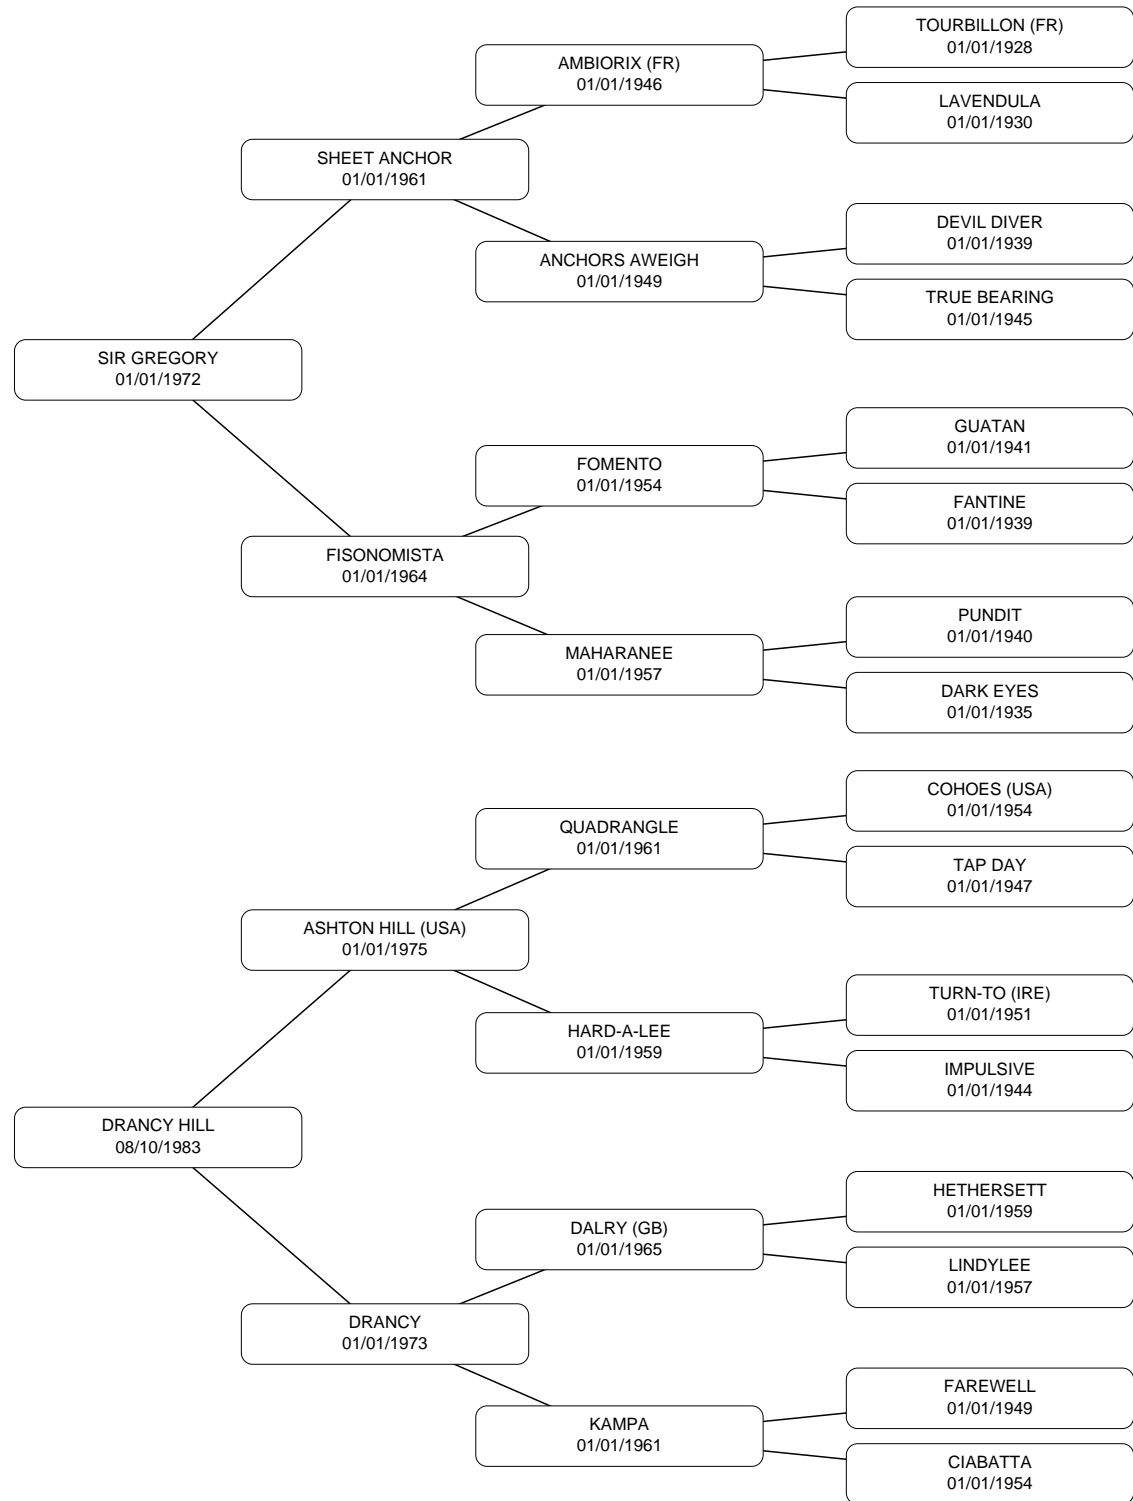 TOURBILLON (FR)
01/01/1928
AMBIORIX (FR)
01/01/1946
LAVENDULA
01/01/1930
SHEET ANCHOR
01/01/1961
DEVIL DIVER
01/01/1939
ANCHORS AWEIGH
01/01/1949
TRUE BEARING
01/01/1945
SIR GREGORY
01/01/1972
GUATAN
01/01/1941
FOMENTO
01/01/1954
FANTINE
01/01/1939
FISONOMISTA
01/01/1964
PUNDIT
01/01/1940
MAHARANEE
01/01/1957
DARK EYES
01/01/1935
COHOES (USA)
01/01/1954
QUADRANGLE
01/01/1961
TAP DAY
01/01/1947
ASHTON HILL (USA)
01/01/1975
TURN-TO (IRE)
01/01/1951
HARD-A-LEE
01/01/1959
IMPULSIVE
01/01/1944
DRANCY HILL
08/10/1983
HETHERSETT
01/01/1959
DALRY (GB)
01/01/1965
LINDYLEE
01/01/1957
DRANCY
01/01/1973
FAREWELL
01/01/1949
KAMPA
01/01/1961
CIABATTA
01/01/1954